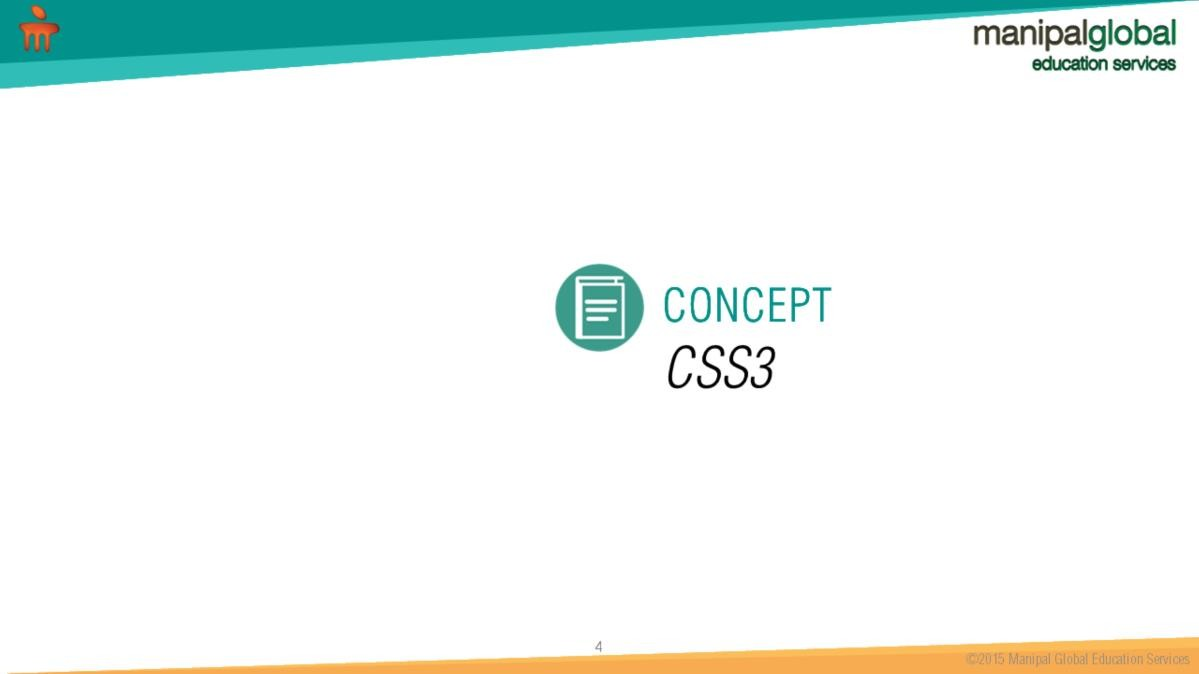 manipalglobal
education services
CONCEPT
CSS3
4
©2015 Manipal Global Education Services